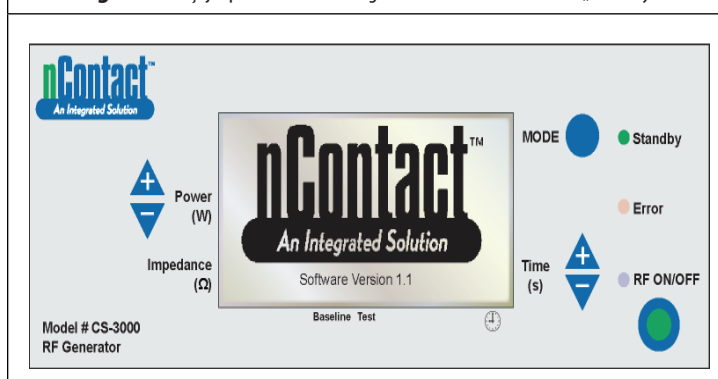 nContact™
An Integrated Solution
nContact™
An Integrated Solution
Software Version 1.1
MODE
Standby
Error
RF ON/OFF
Power
(W)
Impedance
(Ω)
Time
(s)
Baseline Test
Model # CS-3000
RF Generator